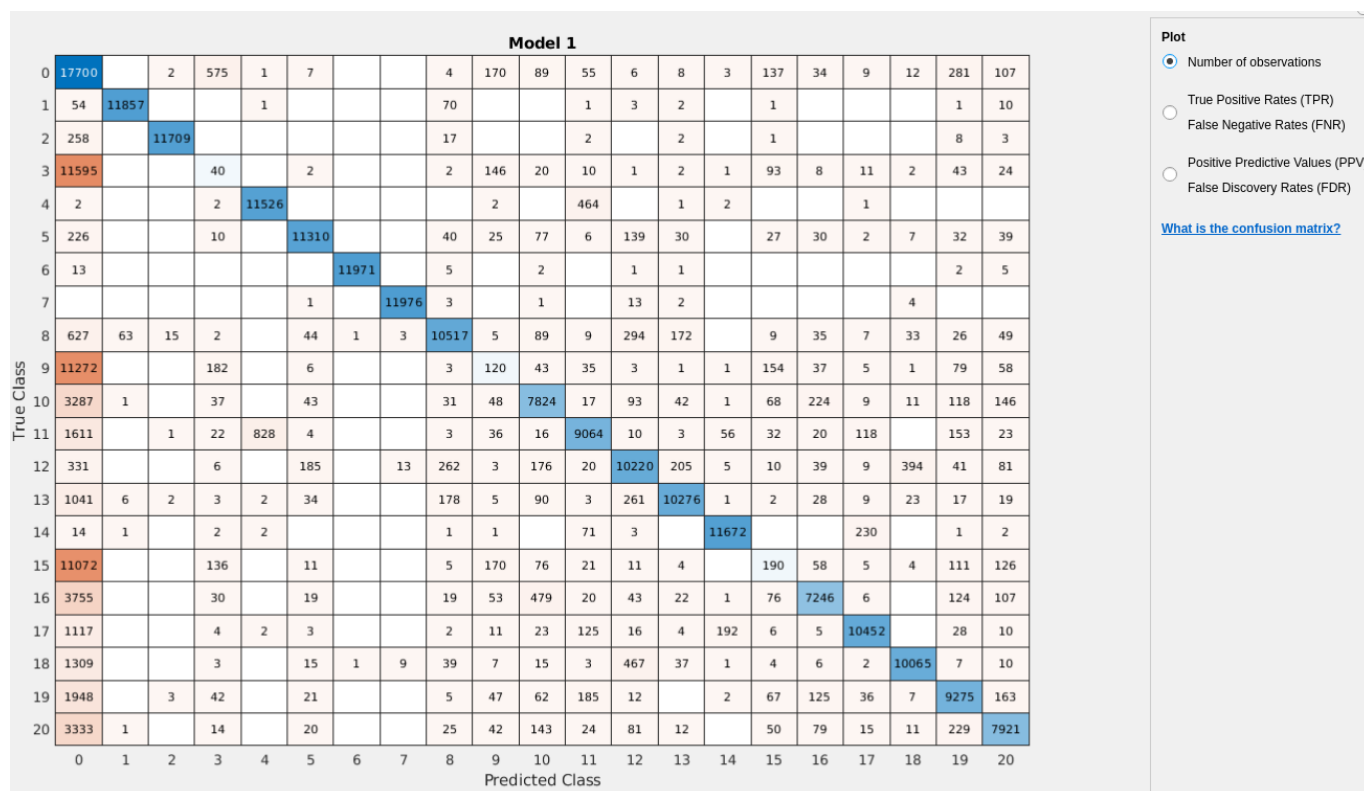 Model 1
0 17700 2 575 1 7 4 170 89 55 6 8 3 137 34 9 12 281 107
1 54 11857 1 70 1 3 2 1 1 10
2 258 11709 17 2 2 1 8 3
3 11595 40 2 2 146 20 10 1 2 1 93 8 11 2 43 24
4 2 2 11526 2 464 1 2 1
5 226 10 11310 40 25 77 6 139 30 27 30 2 7 32 39
6 13 11971 5 2 1 1 2 5
7 1 11976 3 1 13 2 4
8 627 63 15 2 44 1 3 10517 5 89 9 294 172 9 35 7 33 26 49
9 11272 182 6 3 120 43 35 3 1 1 154 37 5 1 79 58
10 3287 1 37 43 31 48 7824 17 93 42 1 68 224 9 11 118 146
11 1611 1 22 828 4 3 36 16 9064 10 3 56 32 20 118 153 23
12 331 6 185 13 262 3 176 20 10220 205 5 10 39 9 394 41 81
13 1041 6 2 3 2 34 178 5 90 3 261 10276 1 2 28 9 23 17 19
14 14 1 2 2 1 1 71 3 11672 230 1 2
15 11072 136 11 5 170 76 21 11 4 190 58 5 4 111 126
16 3755 30 19 19 53 479 20 43 22 1 76 7246 6 124 107
17 1117 4 2 3 2 11 23 125 16 4 192 6 5 10452 28 10
18 1309 3 15 1 9 39 7 15 3 467 37 1 4 6 2 10065 7 10
19 1948 3 42 21 5 47 62 185 12 2 67 125 36 7 9275 163
20 3333 1 14 20 25 42 143 24 81 12 50 79 15 11 229 7921
0 1 2 3 4 5 6 7 8 9 10 11 12 13 14 15 16 17 18 19 20
Predicted Class
True Class
Plot
Number of observations
True Positive Rates (TPR)
False Negative Rates (FNR)
Positive Predictive Values (PPV
False Discovery Rates (FDR)
What is the confusion matrix?